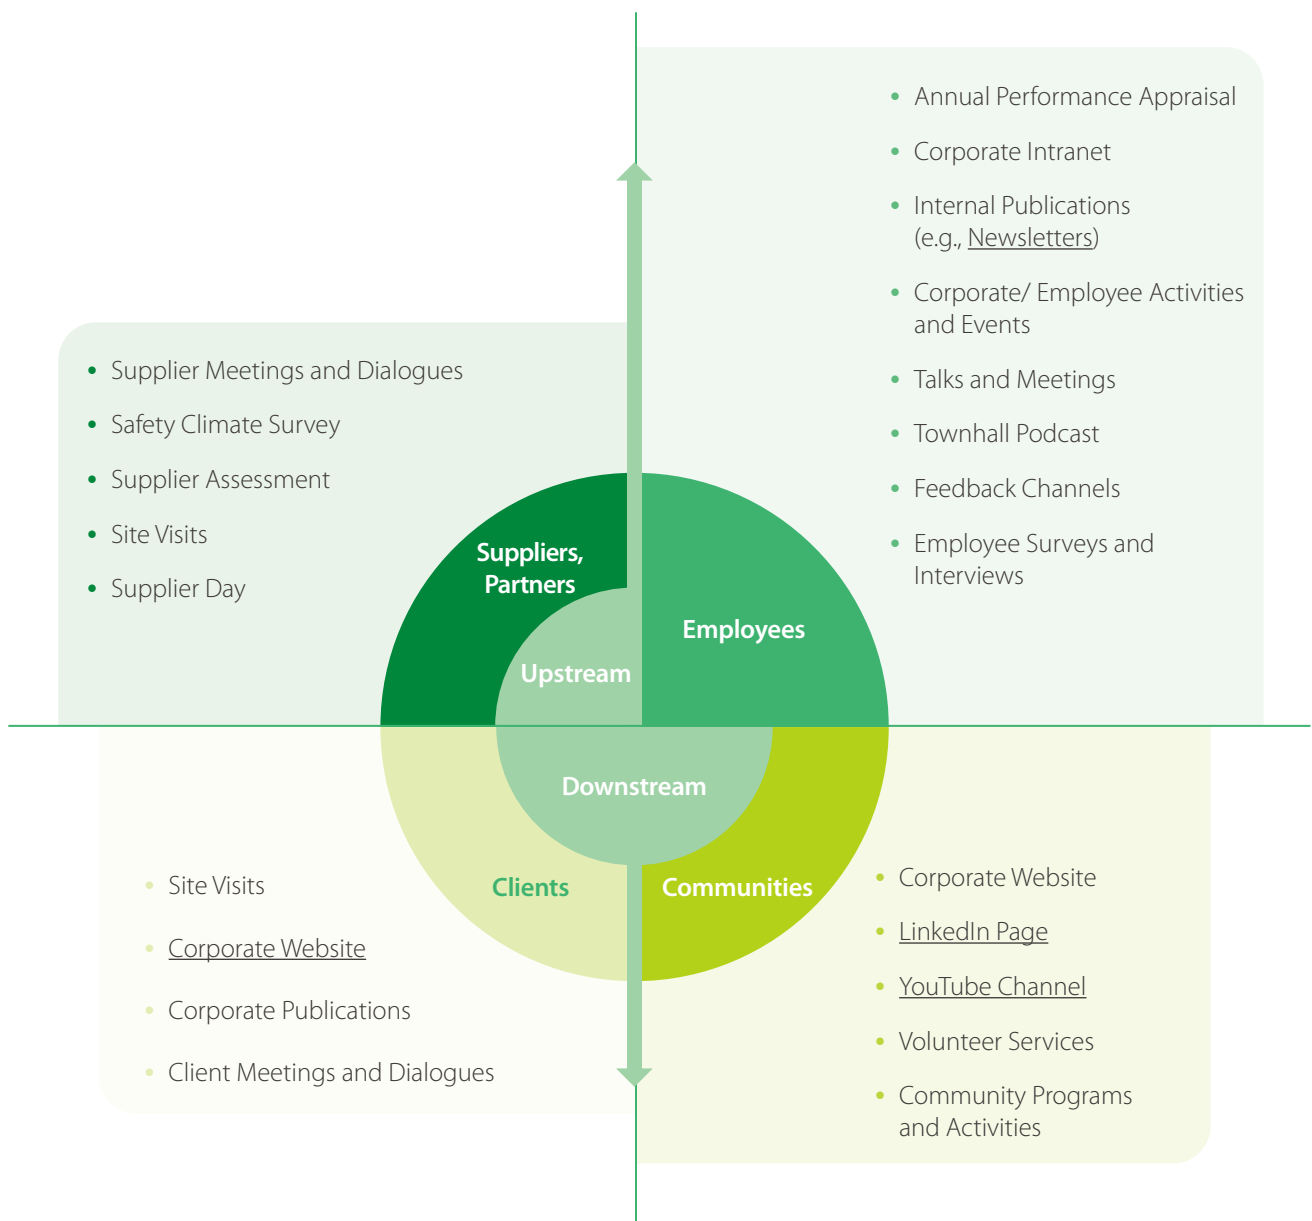 • Annual Performance Appraisal
• Corporate Intranet
• Internal Publications
(e.g., Newsletters)
• Corporate/ Employee Activities
and Events
• Talks and Meetings
• Townhall Podcast
• Feedback Channels
• Employee Surveys and
Interviews
• Supplier Meetings and Dialogues
• Safety Climate Survey
• Supplier Assessment
• Site Visits
• Supplier Day
Suppliers,
Partners
Upstream
Employees
Downstream
Clients
Communities
• Site Visits
• Corporate Website
• Corporate Publications
• Client Meetings and Dialogues
• Corporate Website
• LinkedIn Page
• YouTube Channel
• Volunteer Services
• Community Programs
and Activities